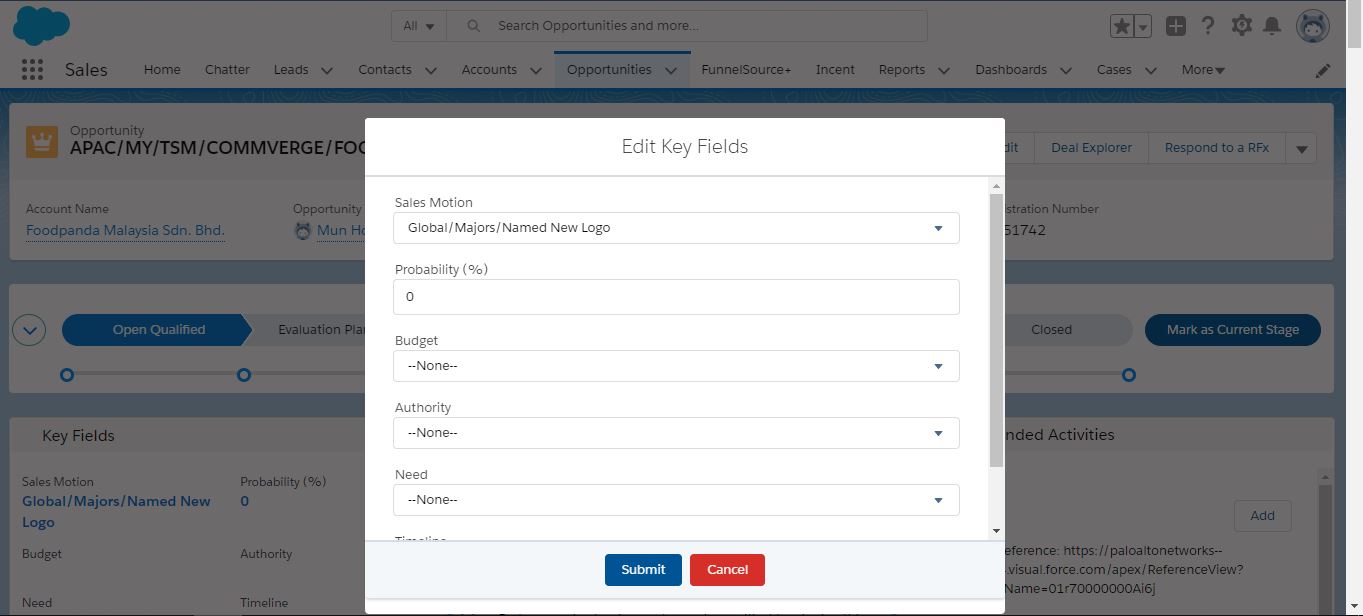 All
Search Opportunities and more...
Sales
Home
Chatter
Leads
Contacts
Accounts
Opportunities
FunnelSource+
Incent
Reports
Dashboards
Cases
More
Opportunity
APAC/MY/TSM/COMMVERGE/FOO
Deal Explorer
Respond to a RFx
Account Name
Opportunity
Foodpanda Malaysia Sdn. Bhd.
Mun Ho
Number
51742
Open Qualified
Evaluation Plan
Closed
Mark as Current Stage
Key Fields
Activities
Sales Motion
Probability (%)
Global/Majors/Named New
Logo
0
Budget
Authority
Need
Timeline
Add
eference: https://paloaltonetworks--
.visual.force.com/apex/ReferenceView?
Name=01r70000000Ai6j
Edit Key Fields
Sales Motion
Global/Majors/Named New Logo
Probability (%)
0
Budget
--None--
Authority
--None--
Need
--None--
Timeline
Submit
Cancel